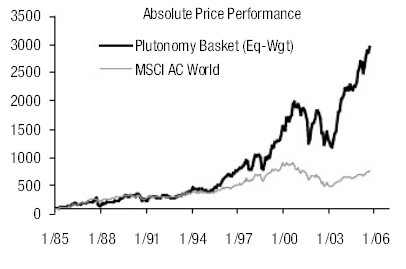 Absolute Price Performance
3500
3000
2500
2000
1500
1000
500
0
Plutonomy Basket (Eq-Wgt)
MSCI AC World
1/85 1/88 1/91 1/94 1/97 1/00 1/03 1/06